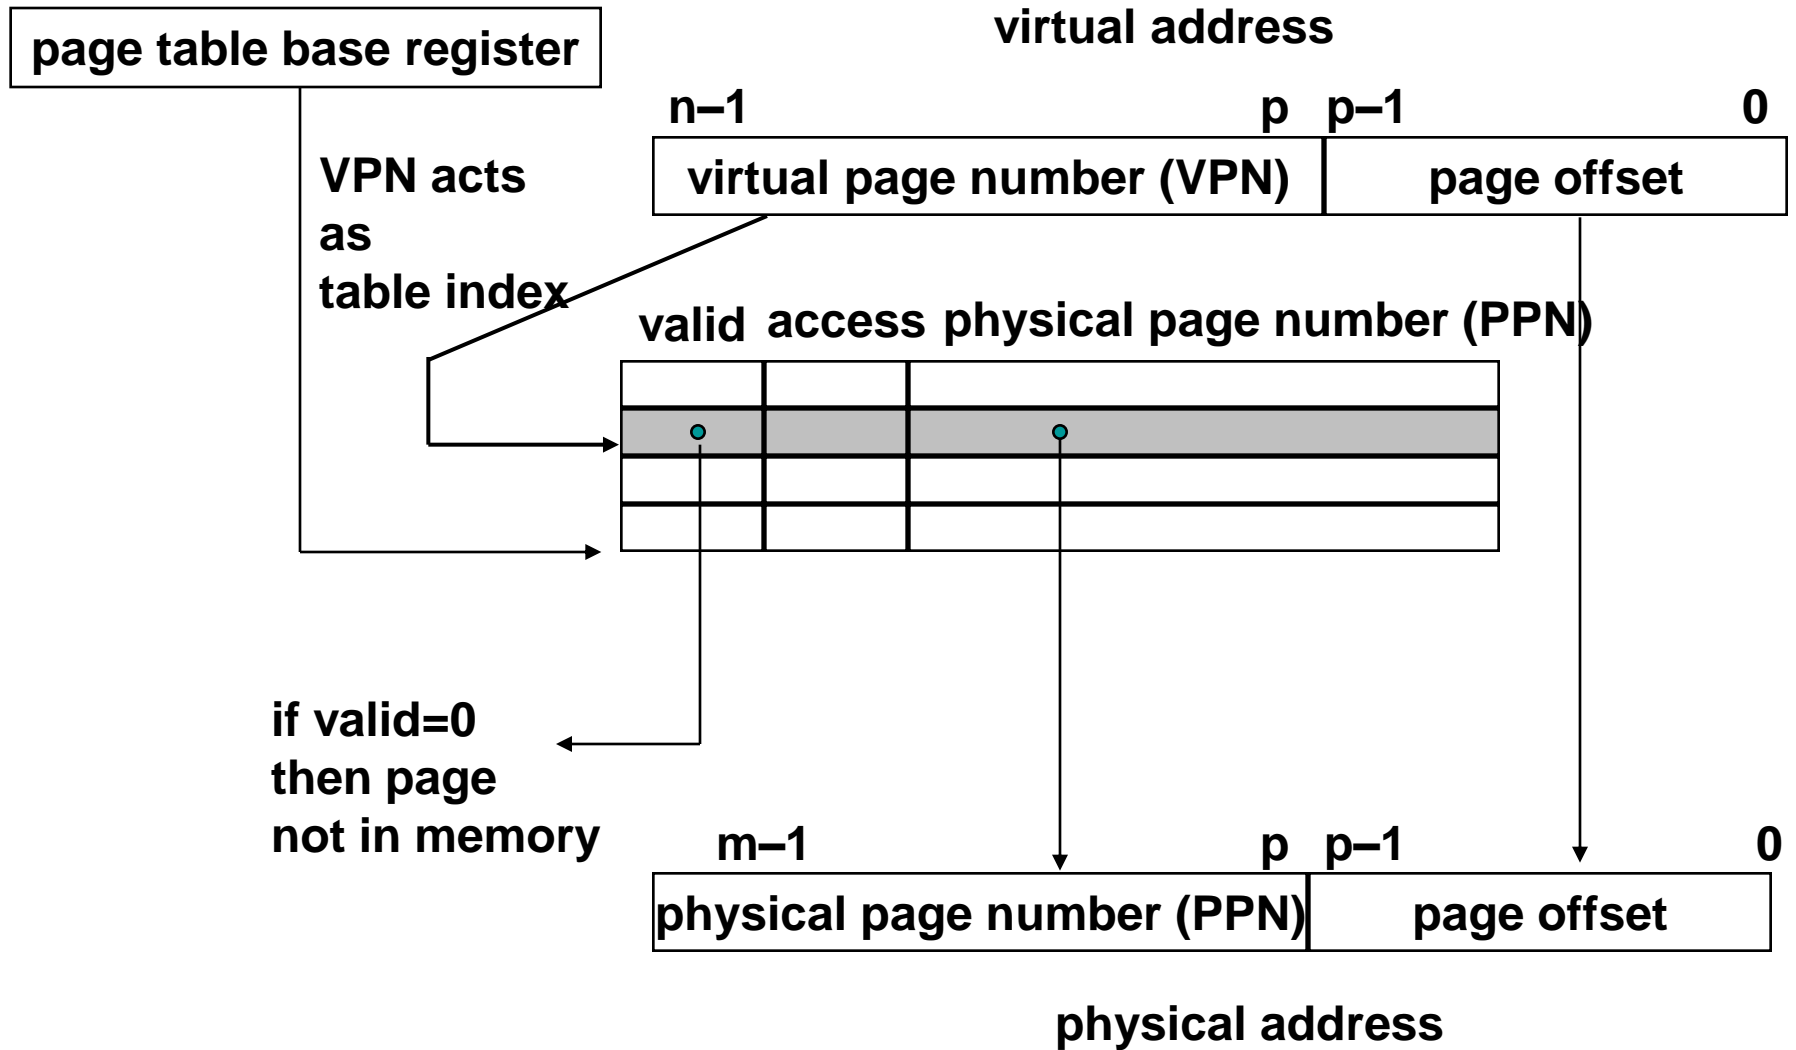 page table base register
virtual address
n–1 p p–1 0
virtual page number (VPN) page offset
VPN acts
as
table index
valid access physical page number (PPN)
if valid=0
then page
not in memory
m–1 p p–1 0
physical page number (PPN) page offset
physical address